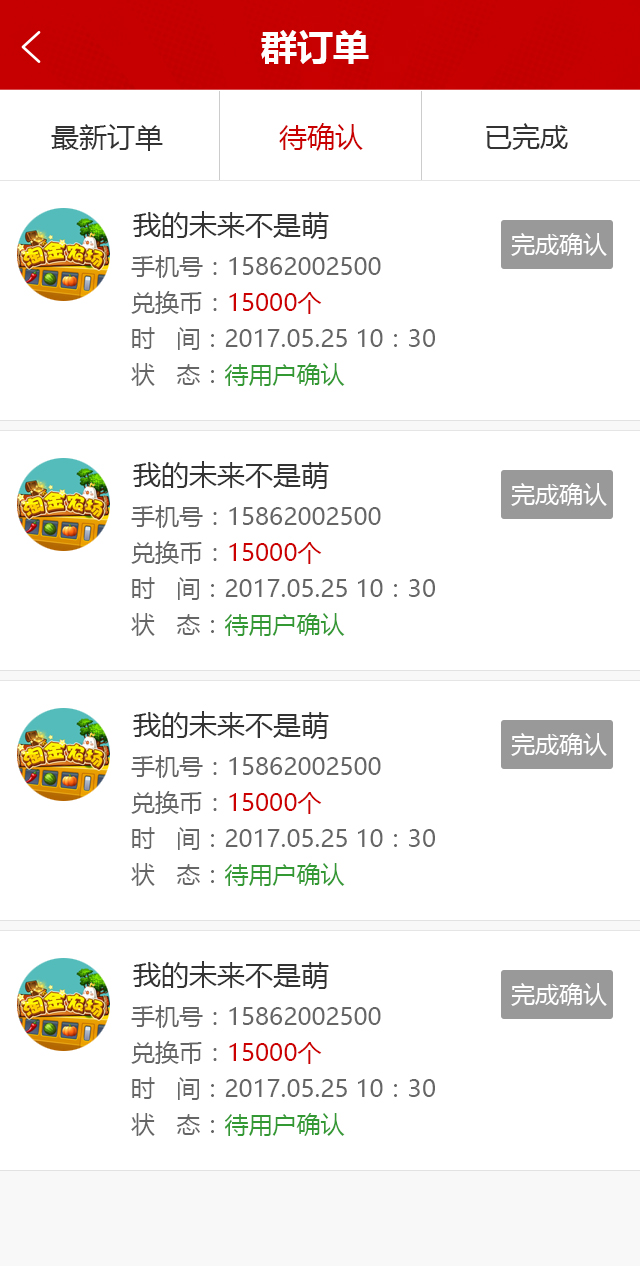 群订单
最新订单 待确认 已完成
淘金农场
我的未来不是萌
完成确认
手机号：15862002500
兑换币：15000个
时 间：2017.05.25 10：30
状 态：待用户确认
淘金农场
我的未来不是萌
完成确认
手机号：15862002500
兑换币：15000个
时 间：2017.05.25 10：30
状 态：待用户确认
淘金农场
我的未来不是萌
完成确认
手机号：15862002500
兑换币：15000个
时 间：2017.05.25 10：30
状 态：待用户确认
淘金农场
我的未来不是萌
完成确认
手机号：15862002500
兑换币：15000个
时 间：2017.05.25 10：30
状 态：待用户确认